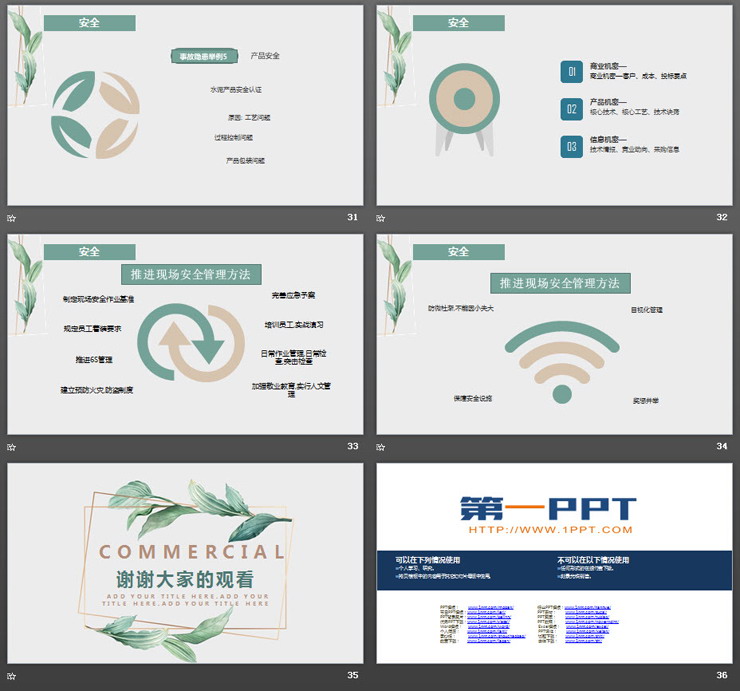 安全
事故隐患举例5 产品安全
水泥产品安全认证
原因: 工艺问题
过程控制问题
产品包装问题
31
安全
01 商业机密—
商业机密—客户、成本、投标要点
02 产品机密—
核心技术、核心工艺、技术诀窍
03 信息机密—
技术情报、竞业动向、采购信息
32
安全
推进现场安全管理方法
制定现场安全作业基准
规定员工着装要求
推进6S管理
建立预防火灾,防盗制度
完善应急予案
培训员工,实战演习
日常作业管理,日常检
查,突击检查
加强敬业教育,实行人文管
理
33
安全
推进现场安全管理方法
防微杜渐,不能因小失大
目视化管理
保障安全设施
奖惩并举
34
COMMERCIAL
谢谢大家的观看
ADD YOUR TITLE HERE.ADD YOUR
TITLE HERE.ADD YOUR TITLE HERE
35
第一PPT
HTTP://WWW.1PPT.COM
可以在下列情况使用
不可以在以下情况使用
36